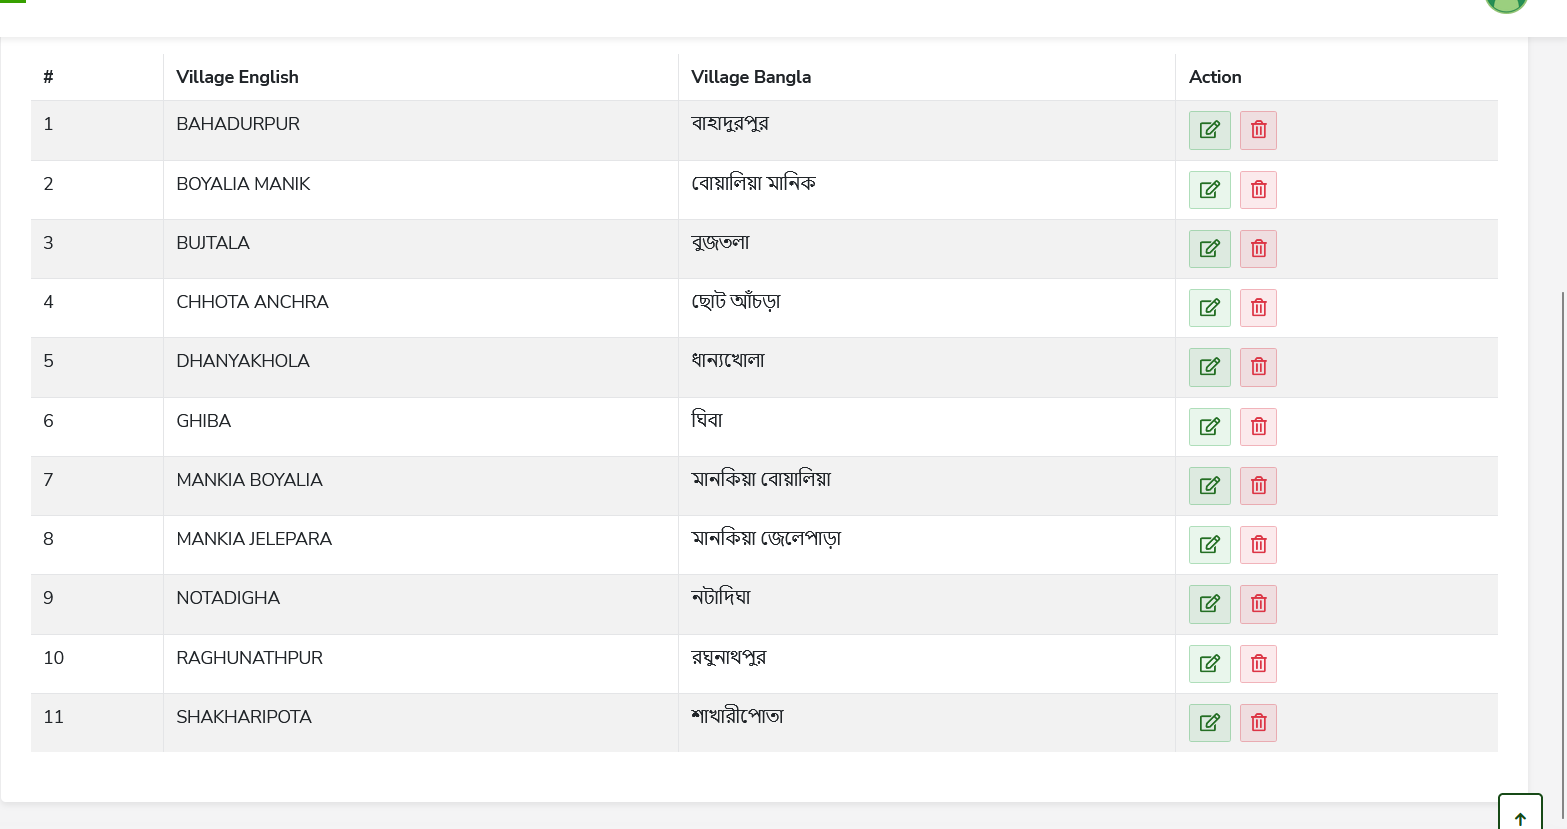 # Village English Village Bangla Action
1 BAHADURPUR বাহাদুরপুর
2 BOYALIA MANIK বোয়ালিয়া মানিক
3 BUJTALA বুজতলা
4 CHHOTA ANCHRA ছোট আঁচড়া
5 DHANYAKHOLA ধান্যখোলা
6 GHIBA ঘিবা
7 MANKIA BOYALIA মানকিয়া বোয়ালিয়া
8 MANKIA JELEPARA মানকিয়া জেলেপাড়া
9 NOTADIGHA নটাদিঘা
10 RAGHUNATHPUR রঘুনাথপুর
11 SHAKHARIPOTA শাখারীপোতা